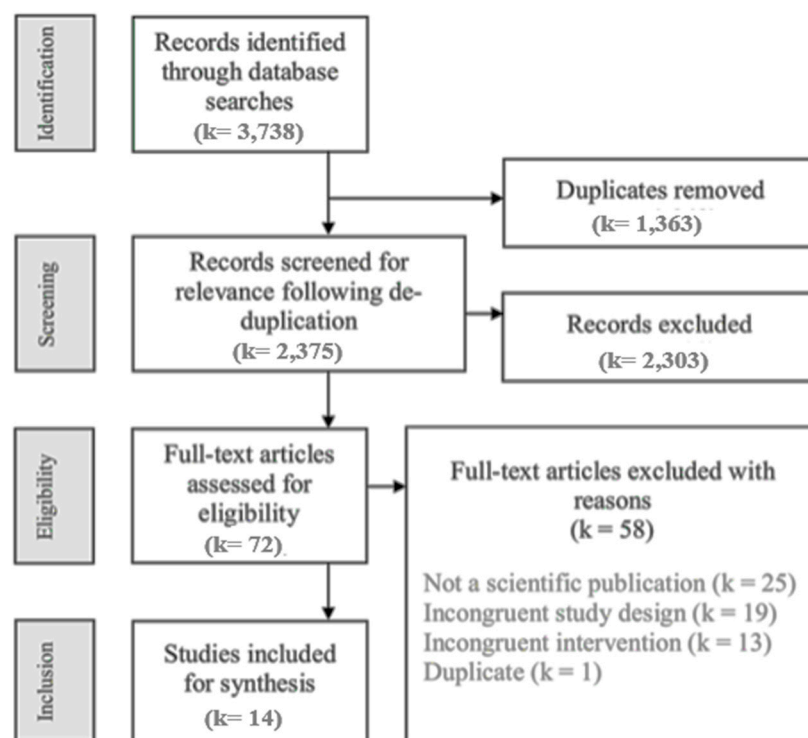 Identification
Records identified
through database
searches
(k= 3,738)
Duplicates removed
(k= 1,363)
Screening
Records screened for
relevance following de-
duplication
(k= 2,375)
Records excluded
(k= 2,303)
Eligibility
Full-text articles
assessed for
eligibility
(k= 72)
Full-text articles excluded with
reasons
(k = 58)
Not a scientific publication (k = 25)
Incongruent study design (k = 19)
Incongruent intervention (k = 13)
Duplicate (k = 1)
Inclusion
Studies included
for synthesis
(k= 14)